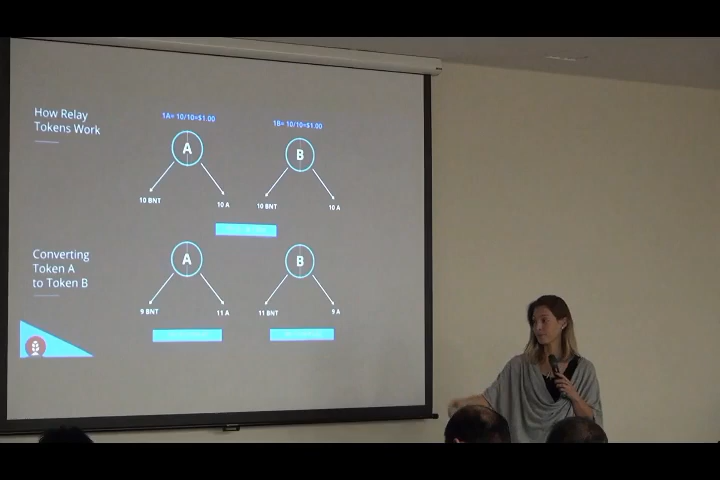 How Relay
Tokens Work
1A= 10/10=$1.00
1B= 10/10=$1.00
A
B
10 BNT
10 A
10 BNT
10 A
Converting
Token A
to Token B
A
B
9 BNT
11 A
11 BNT
9 A